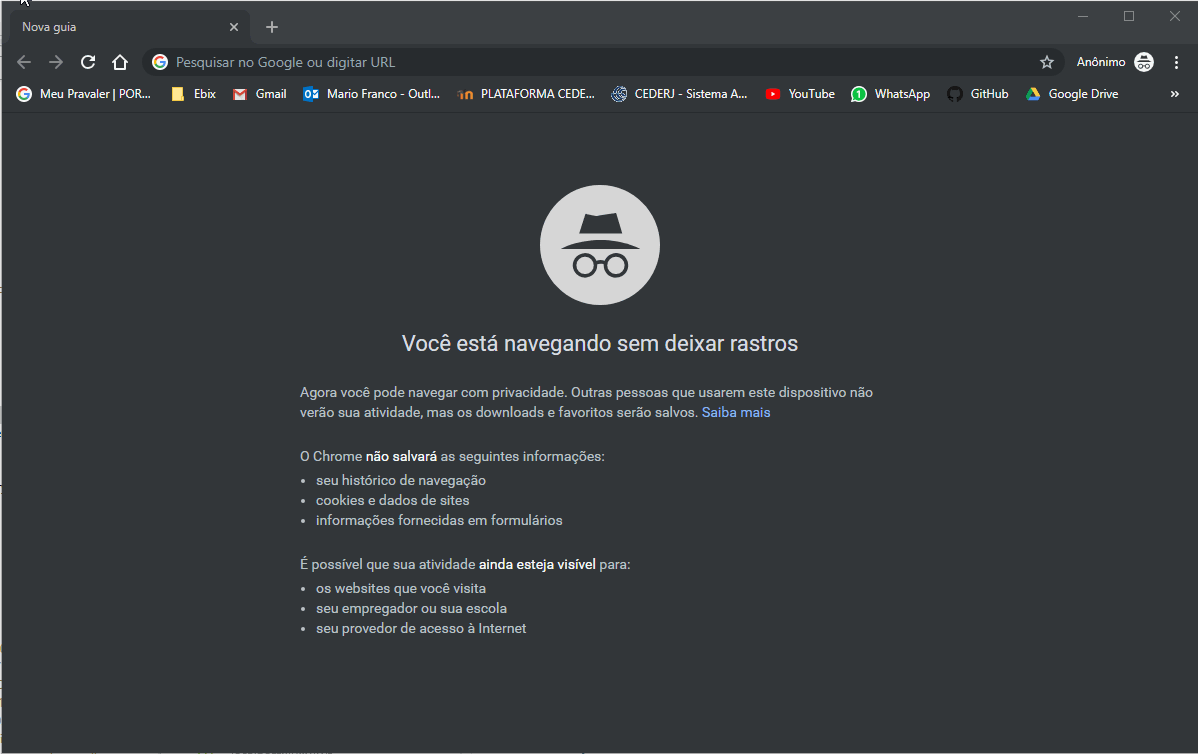 Nova guia
Pesquisar no Google ou digitar URL
Anônimo
Meu Pravaler | POR... Ebix Gmail Mario Franco - Outl... PLATAFORMA CEDE... CEDERJ - Sistema A... YouTube 1 WhatsApp GitHub Google Drive »
Você está navegando sem deixar rastros
Agora você pode navegar com privacidade. Outras pessoas que usarem este dispositivo não
verão sua atividade, mas os downloads e favoritos serão salvos. Saiba mais
O Chrome não salvará as seguintes informações:
• seu histórico de navegação
• cookies e dados de sites
• informações fornecidas em formulários
É possível que sua atividade ainda esteja visível para:
• os websites que você visita
• seu empregador ou sua escola
• seu provedor de acesso à Internet